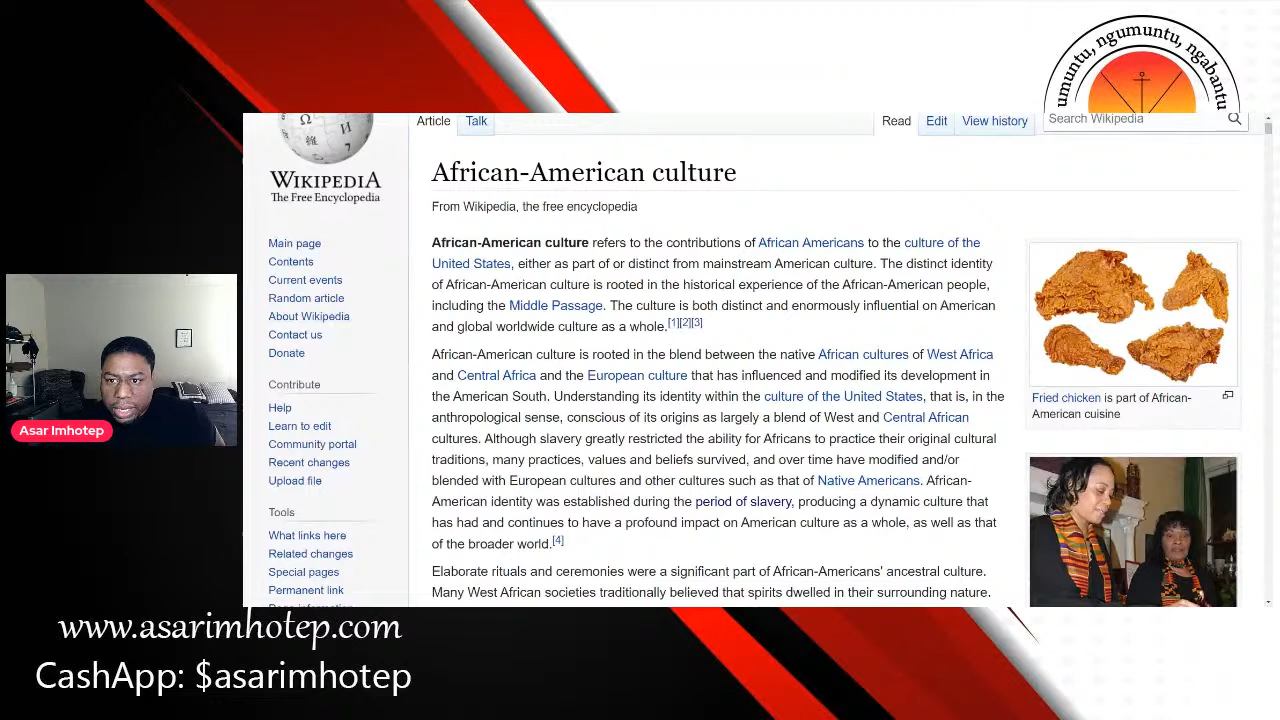 umuntu, ngumuntu, ngabantu
Article
Talk
Read
Edit
View history
Search Wikipedia
Ω
И
維
7
WIKIPEDIA
The Free Encyclopedia
Main page
Contents
Current events
Random article
About Wikipedia
Contact us
Donate
Contribute
Help
Learn to edit
Community portal
Recent changes
Upload file
Tools
What links here
Related changes
Special pages
Permanent link
Page information
African-American culture
From Wikipedia, the free encyclopedia
African-American culture refers to the contributions of African Americans to the culture of the
United States, either as part of or distinct from mainstream American culture. The distinct identity
of African-American culture is rooted in the historical experience of the African-American people,
including the Middle Passage. The culture is both distinct and enormously influential on American
and global worldwide culture as a whole.[1][2][3]
African-American culture is rooted in the blend between the native African cultures of West Africa
and Central Africa and the European culture that has influenced and modified its development in
the American South. Understanding its identity within the culture of the United States, that is, in the
anthropological sense, conscious of its origins as largely a blend of West and Central African
cultures. Although slavery greatly restricted the ability for Africans to practice their original cultural
traditions, many practices, values and beliefs survived, and over time have modified and/or
blended with European cultures and other cultures such as that of Native Americans. African-
American identity was established during the period of slavery, producing a dynamic culture that
has had and continues to have a profound impact on American culture as a whole, as well as that
of the broader world.[4]
Elaborate rituals and ceremonies were a significant part of African-Americans' ancestral culture.
Many West African societies traditionally believed that spirits dwelled in their surrounding nature.
Fried chicken is part of African-
American cuisine
Asar Imhotep
www.asarimhotep.com
CashApp: $asarimhotep